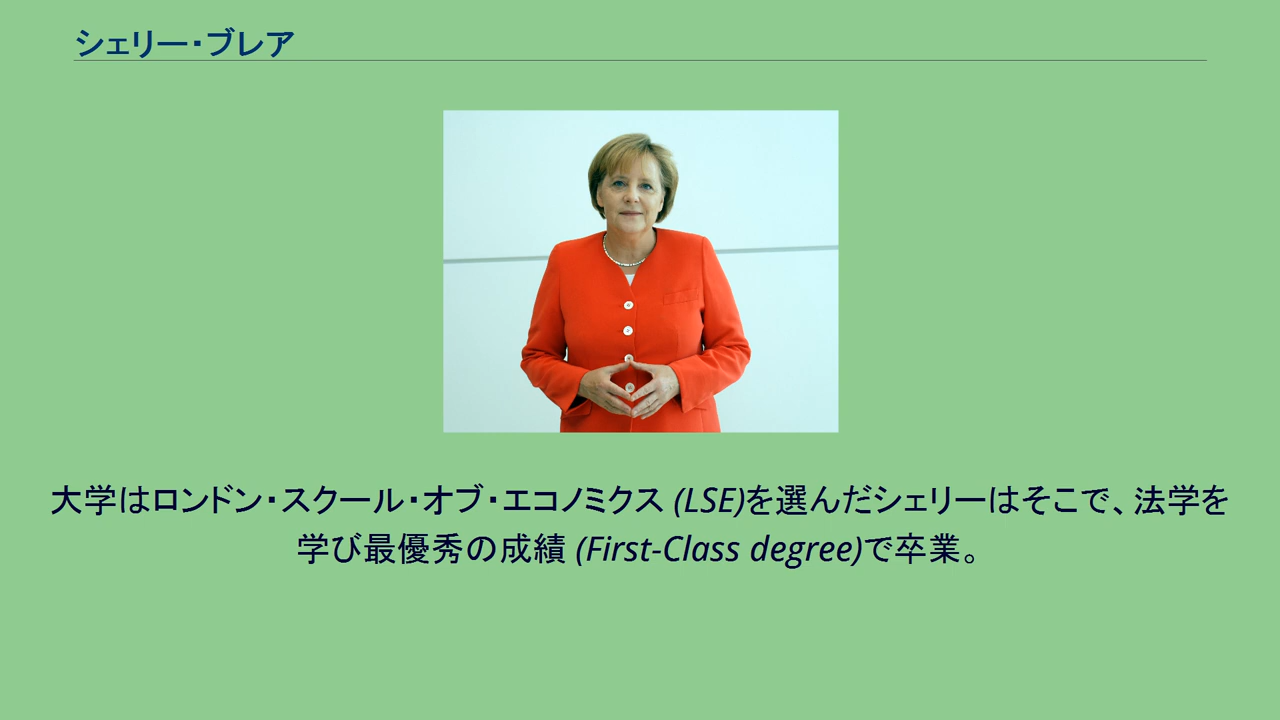 シェリー・ブレア
大学はロンドン・スクール・オブ・エコノミクス (LSE)を選んだシェリーはそこで、法学を
学び最優秀の成績 (First-Class degree)で卒業。